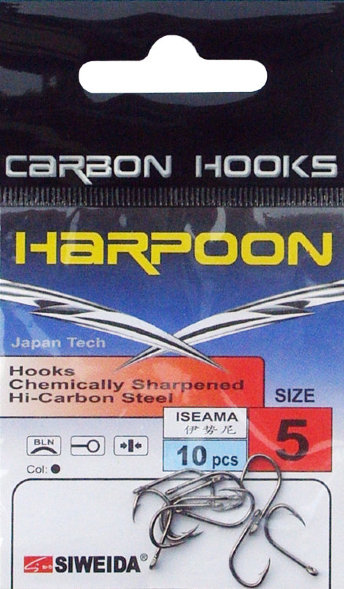 CARBON HOOKS
HARPOON
Japan Tech
Hooks
Chemically Sharpened
Hi-Carbon Steel
SIZE
5
ISEAMA
伊勢尼
10 pcs
BLN
Col:
SIWEIDA®